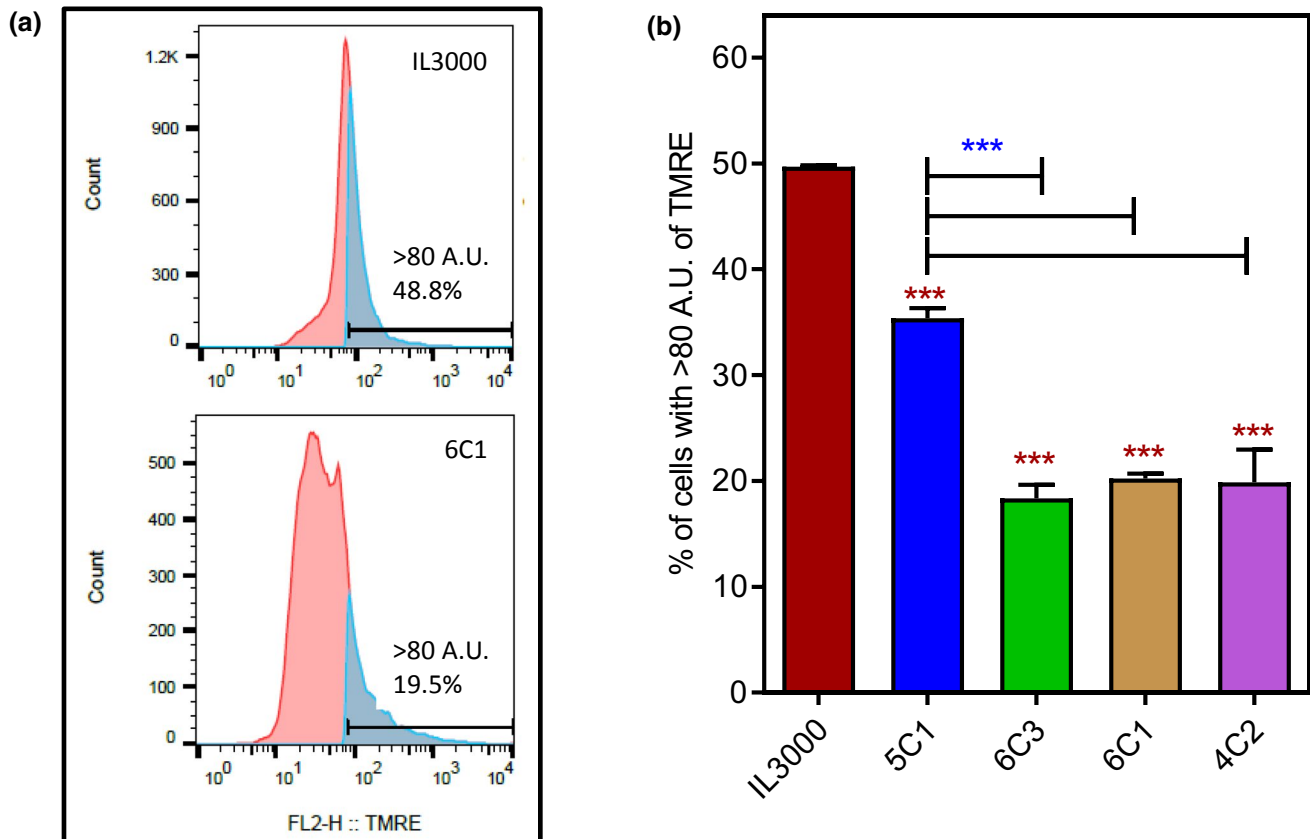 (a)
IL3000
1.2K
900
600
300
0
Count
>80 A.U.
48.8%
10^0 10^1 10^2 10^3 10^4
6C1
500
400
300
200
100
0
Count
>80 A.U.
19.5%
10^0 10^1 10^2 10^3 10^4
FL2-H :: TMRE
(b)
% of cells with >80 A.U. of TMRE
60
50
40
30
20
10
0
***
***
***
***
***
IL3000 5C1 6C3 6C1 4C2